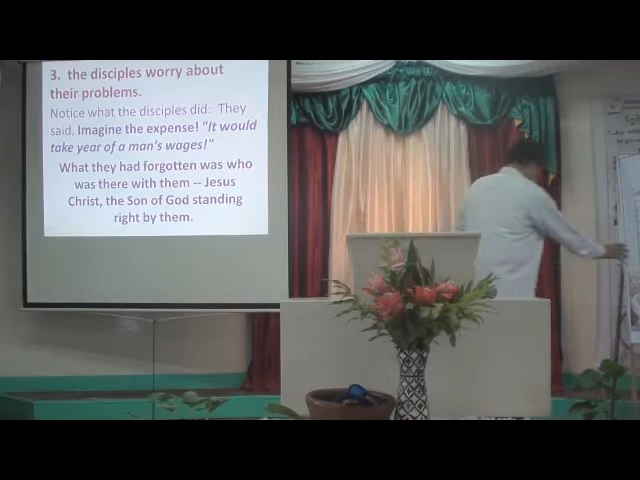 3. the disciples worry about
their problems.
Notice what the disciples did: They
said, Imagine the expense! "It would
take year of a man's wages!"
What they had forgotten was who
was there with them -- Jesus
Christ, the Son of God standing
right by them.